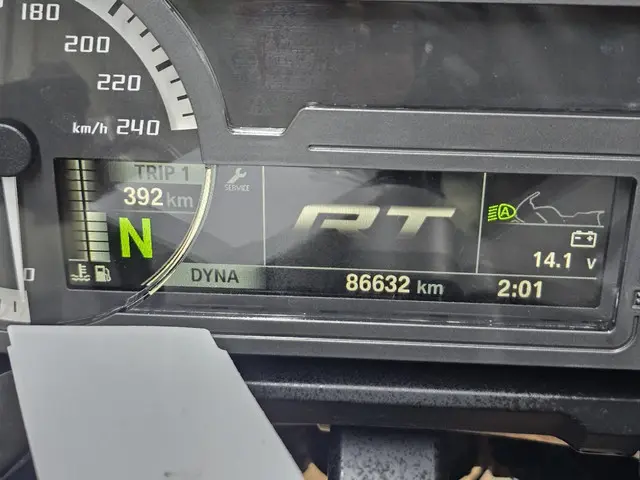 180
200
220
km/h 240
TRIP 1
392 km
SERVICE
N
RT
A
14.1 v
DYNA
86632 km
2:01